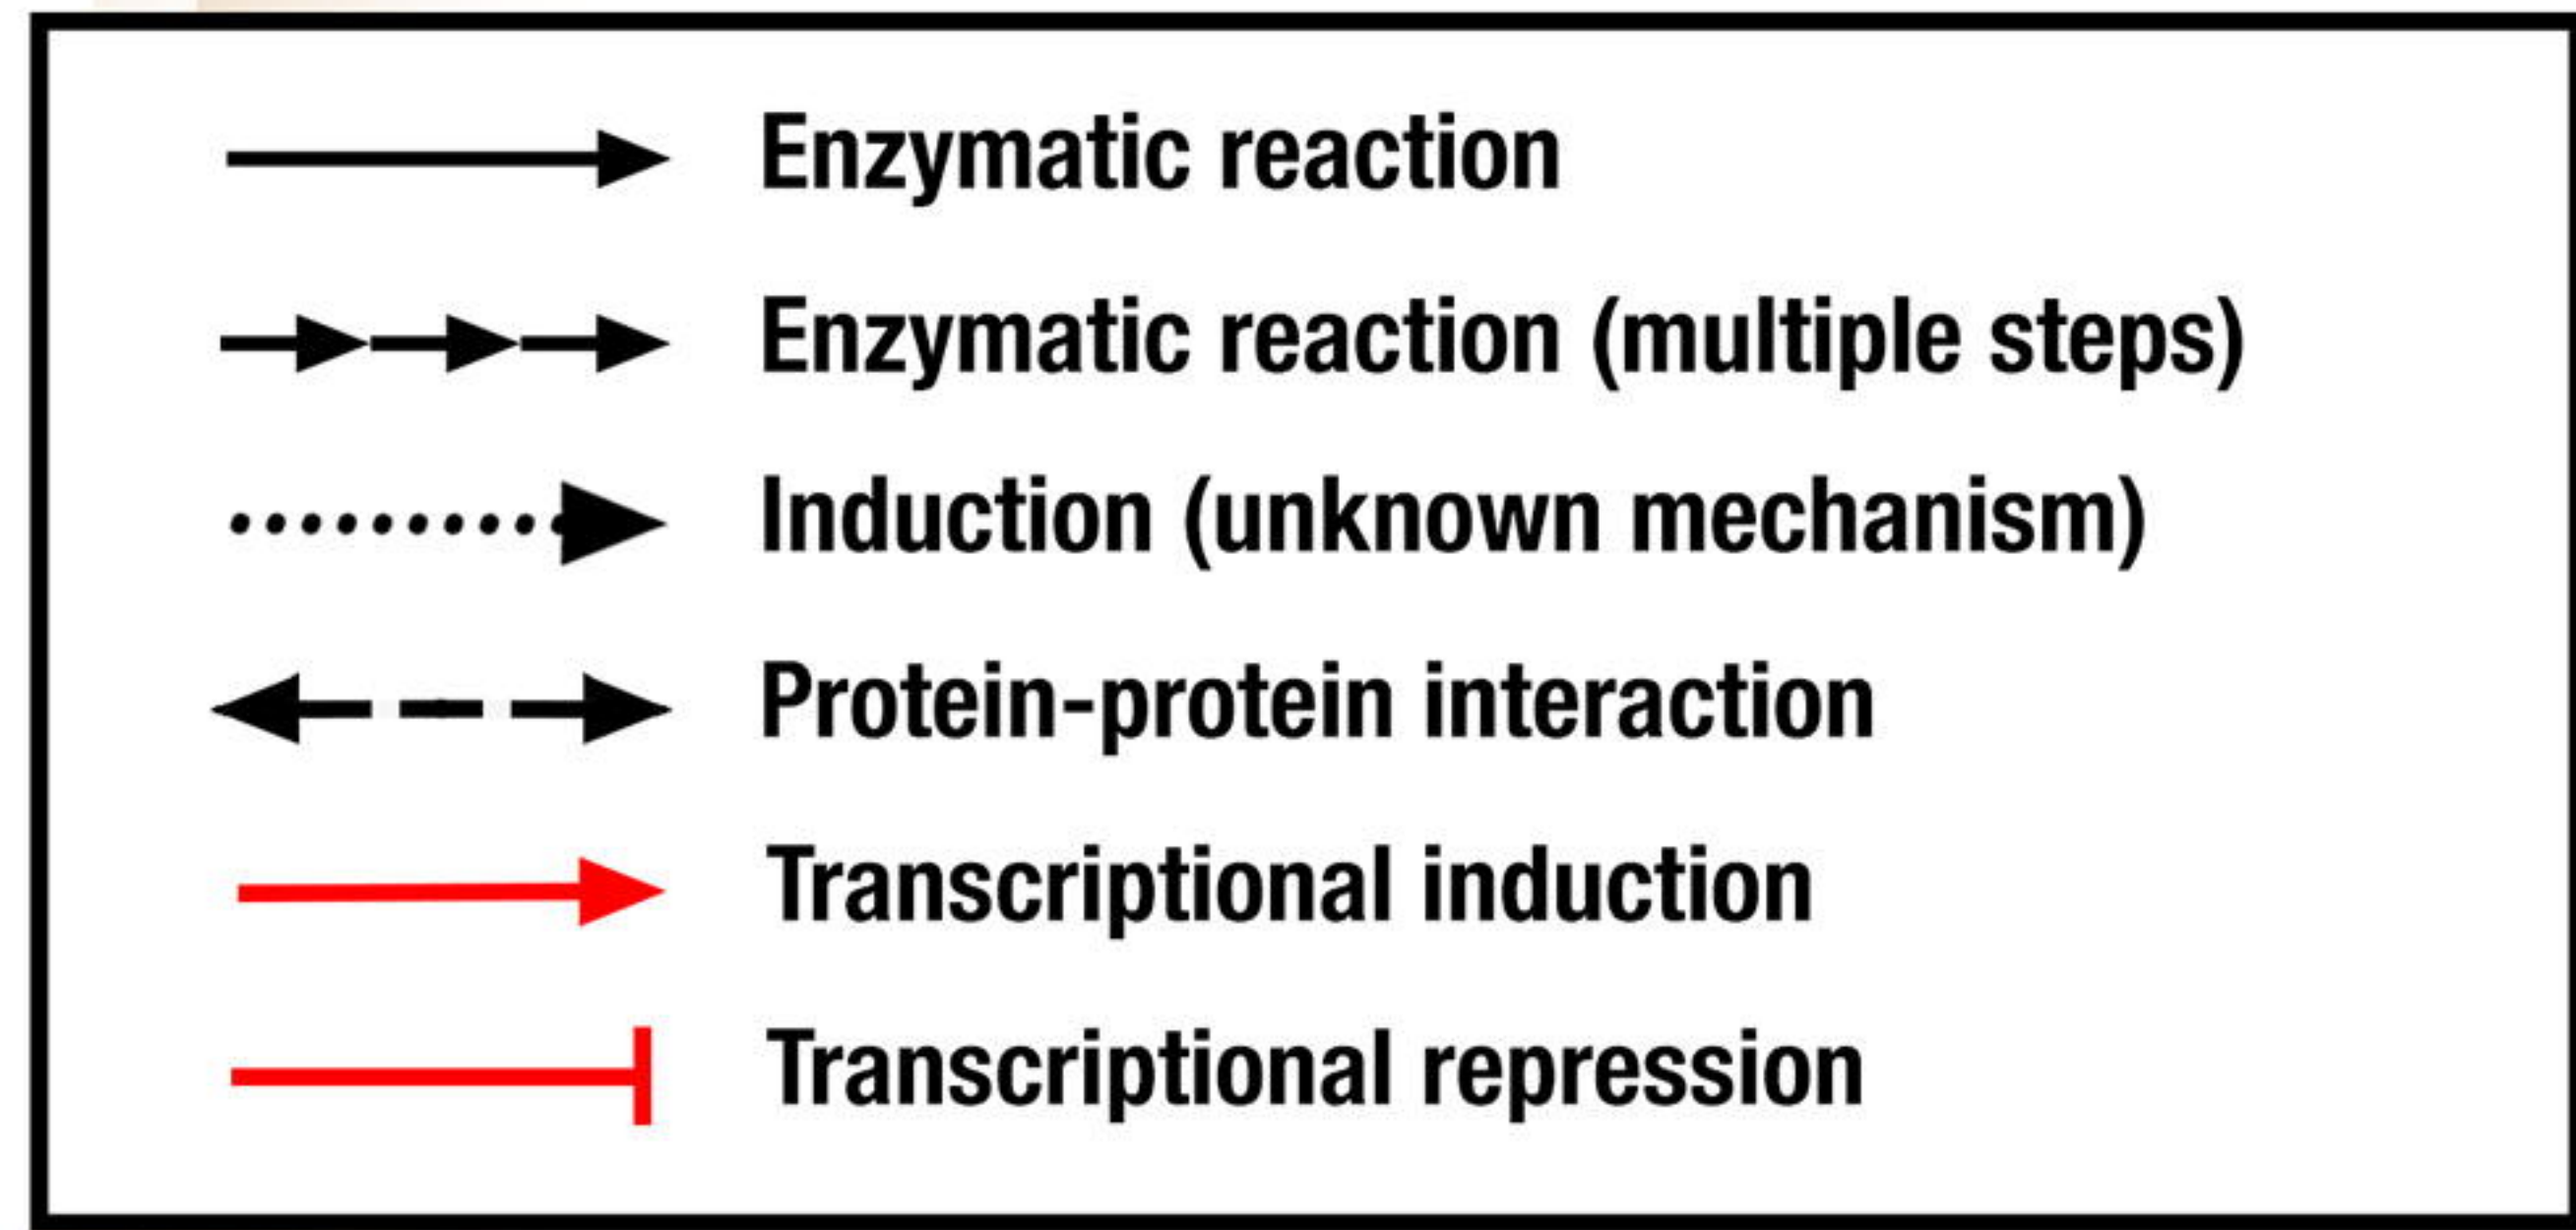 Enzymatic reaction
Enzymatic reaction (multiple steps)
Induction (unknown mechanism)
Protein-protein interaction
Transcriptional induction
Transcriptional repression